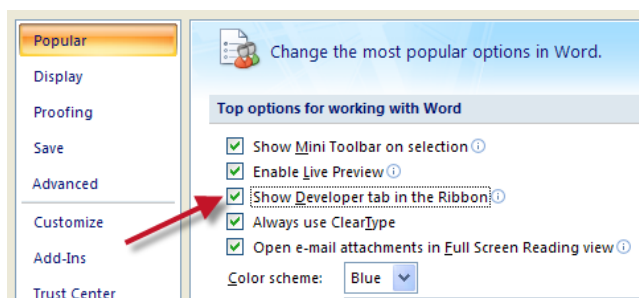 Popular
Display
Proofing
Save
Advanced
Customize
Add-Ins
Trust Center
Change the most popular options in Word.
Top options for working with Word
Show Mini Toolbar on selection
Enable Live Preview
Show Developer tab in the Ribbon
Always use ClearType
Open e-mail attachments in Full Screen Reading view
Color scheme: Blue